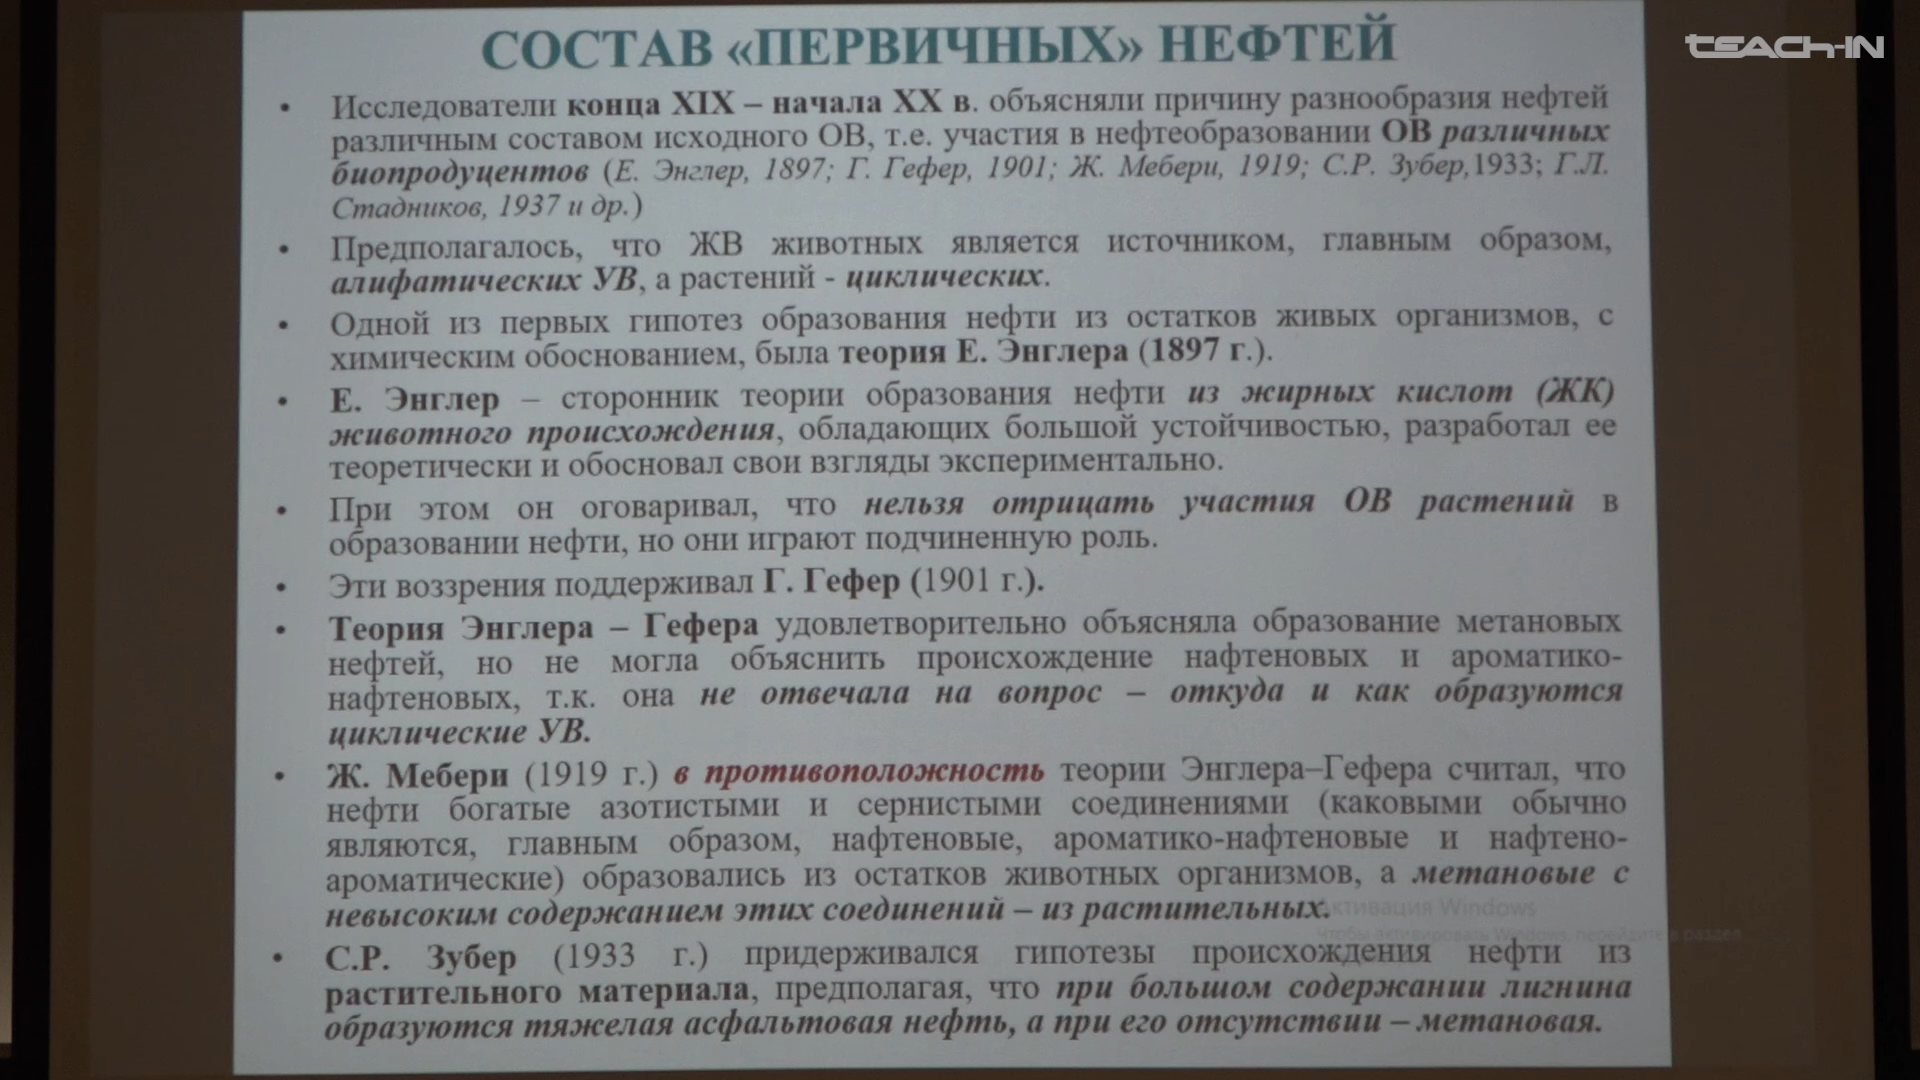 teach-in
СОСТАВ «ПЕРВИЧНЫХ» НЕФТЕЙ
• Исследователи конца XIX – начала XX в. объясняли причину разнообразия нефтей
различным составом исходного ОВ, т.е. участия в нефтеобразовании ОВ различных
биопродуцентов (Е. Энглер, 1897; Г. Гефер, 1901; Ж. Мебери, 1919; С.Р. Зубер,1933; Г.Л.
Стадников, 1937 и др.)
• Предполагалось, что ЖВ животных является источником, главным образом,
алифатических УВ, а растений - циклических.
• Одной из первых гипотез образования нефти из остатков живых организмов, с
химическим обоснованием, была теория Е. Энглера (1897 г.).
• Е. Энглер – сторонник теории образования нефти из жирных кислот (ЖК)
животного происхождения, обладающих большой устойчивостью, разработал ее
теоретически и обосновал свои взгляды экспериментально.
• При этом он оговаривал, что нельзя отрицать участия ОВ растений в
образовании нефти, но они играют подчиненную роль.
• Эти воззрения поддерживал Г. Гефер (1901 г.).
• Теория Энглера – Гефера удовлетворительно объясняла образование метановых
нефтей, но не могла объяснить происхождение нафтеновых и ароматико-
нафтеновых, т.к. она не отвечала на вопрос – откуда и как образуются
циклические УВ.
• Ж. Мебери (1919 г.) в противоположность теории Энглера–Гефера считал, что
нефти богатые азотистыми и сернистыми соединениями (каковыми обычно
являются, главным образом, нафтеновые, ароматико-нафтеновые и нафтено-
ароматические) образовались из остатков животных организмов, а метановые с
невысоким содержанием этих соединений – из растительных.
Активация Windows
Чтобы активировать Windows, перейдите в раздел
• С.Р. Зубер (1933 г.) придерживался гипотезы происхождения нефти из
растительного материала, предполагая, что при большом содержании лигнина
образуются тяжелая асфальтовая нефть, а при его отсутствии – метановая.